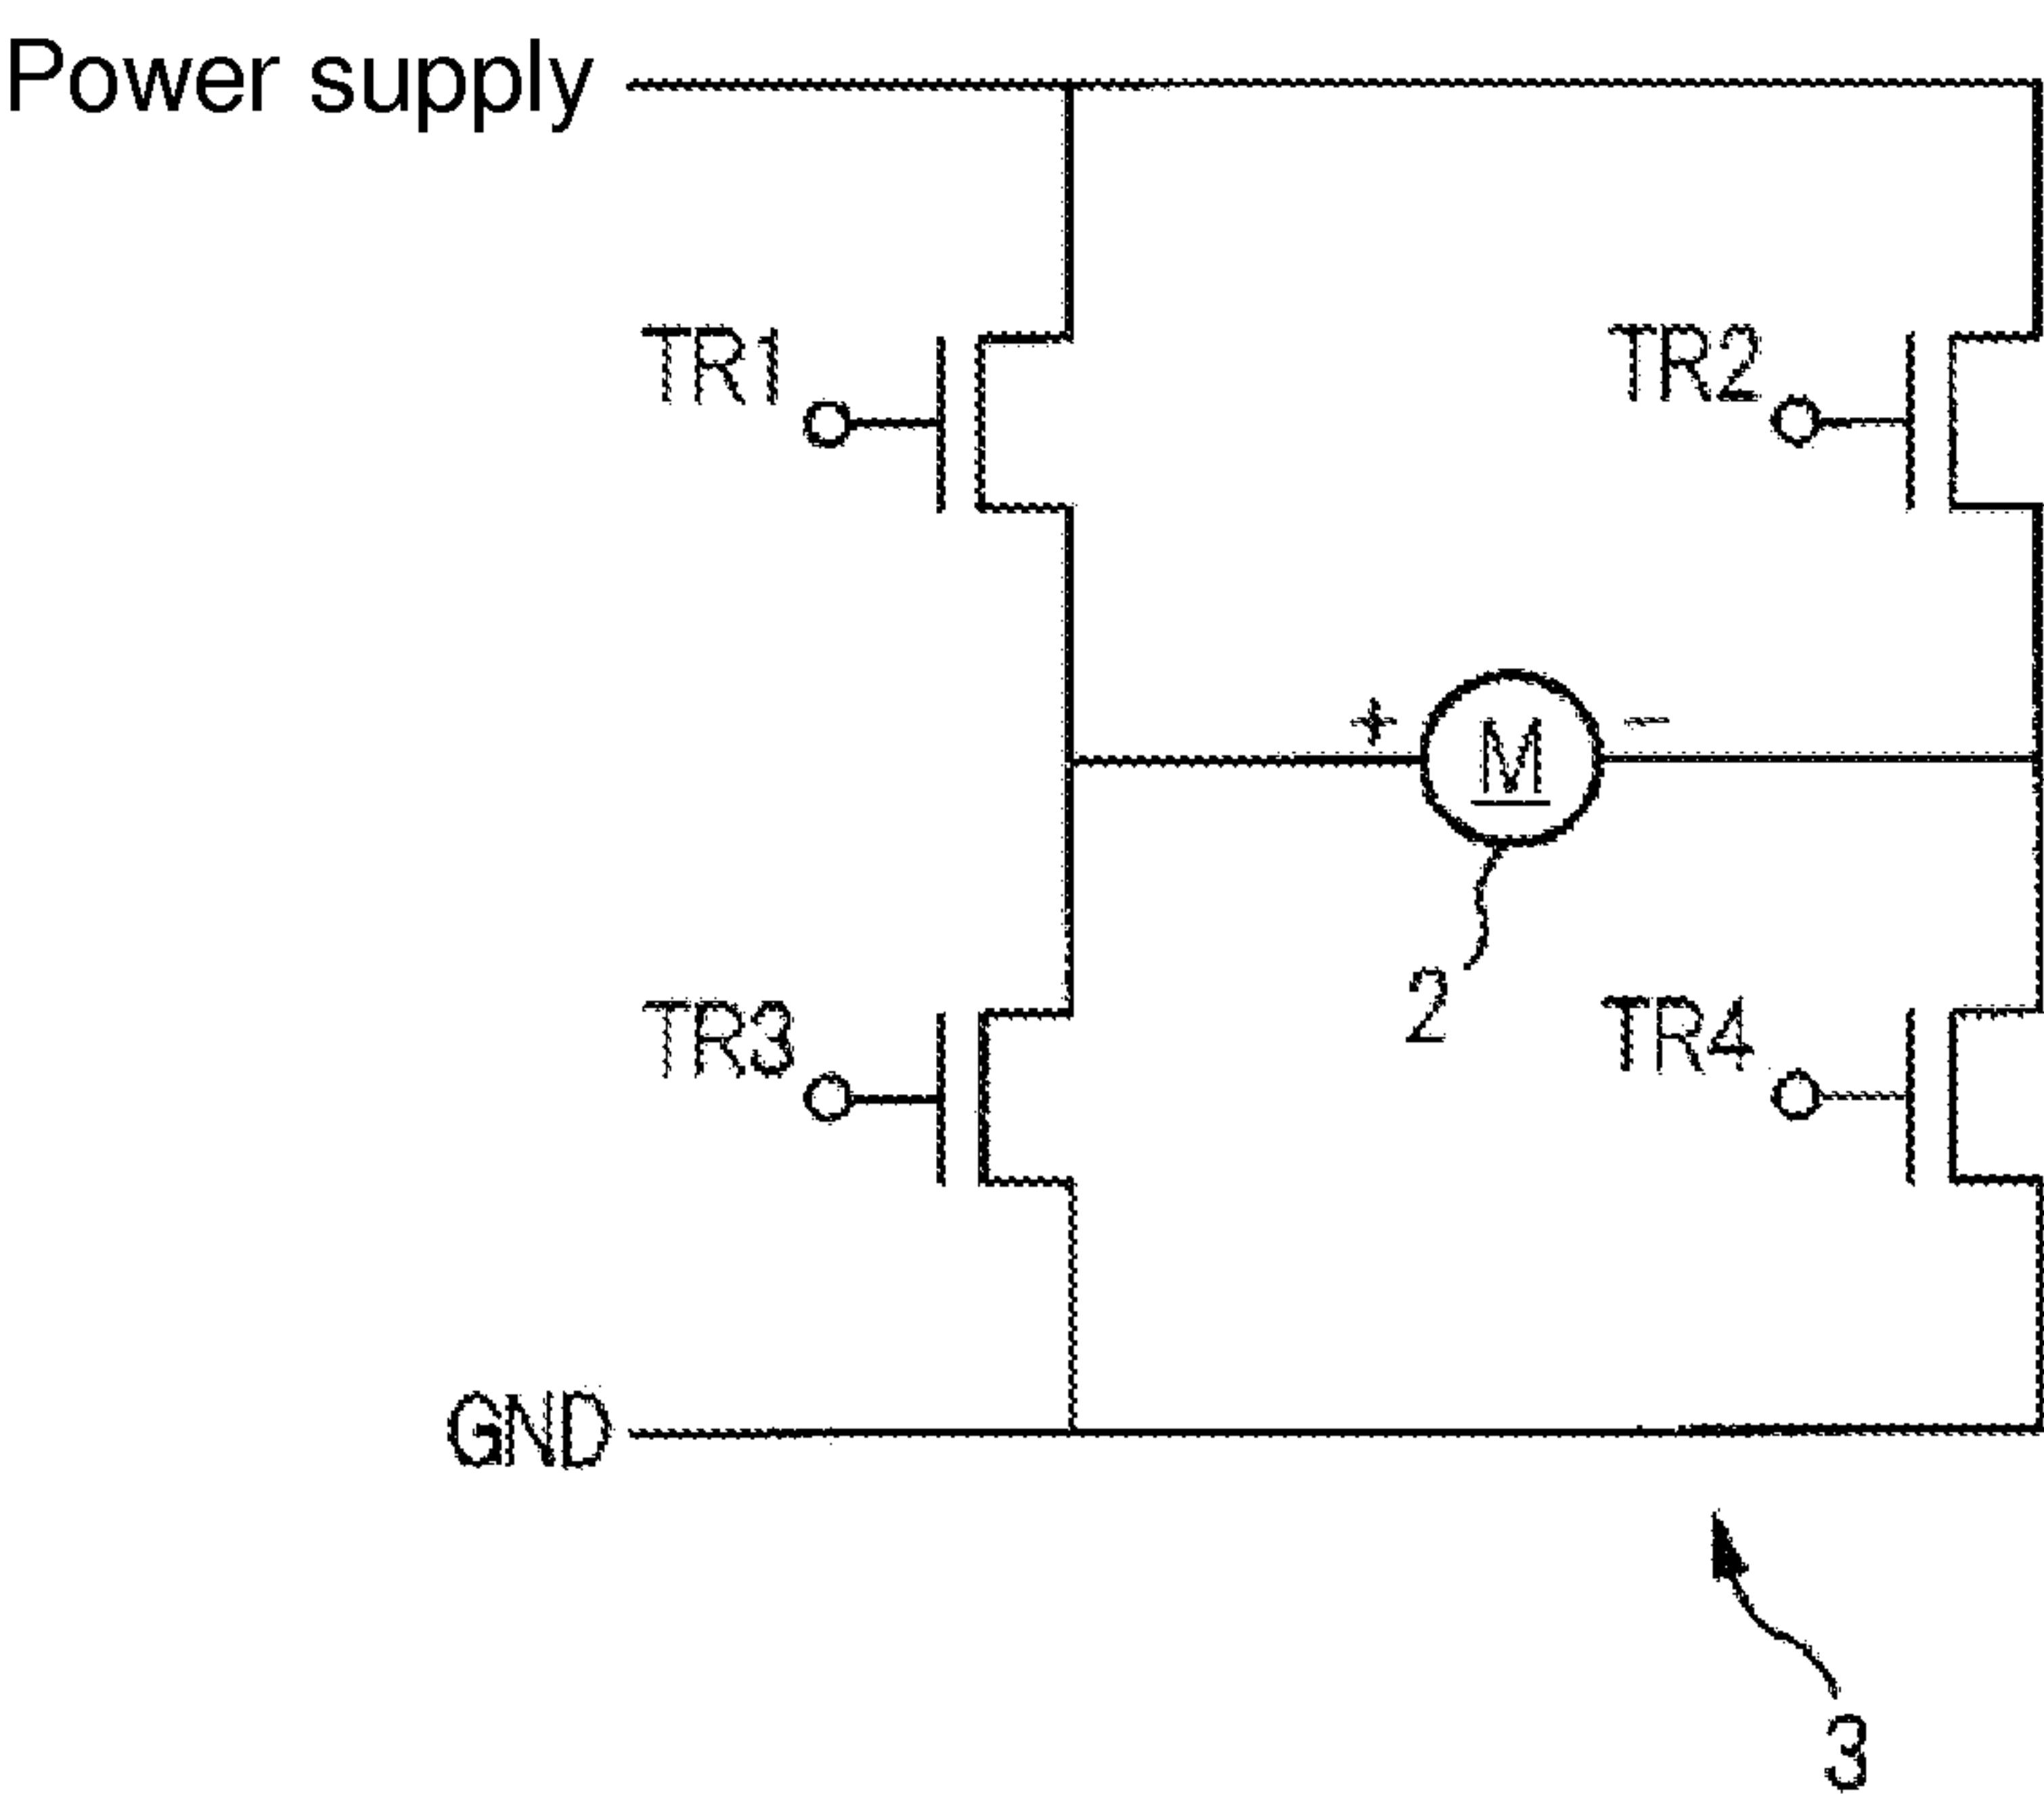 Power supply
TR1
TR2
+ M -
2
TR3
TR4
GND
3